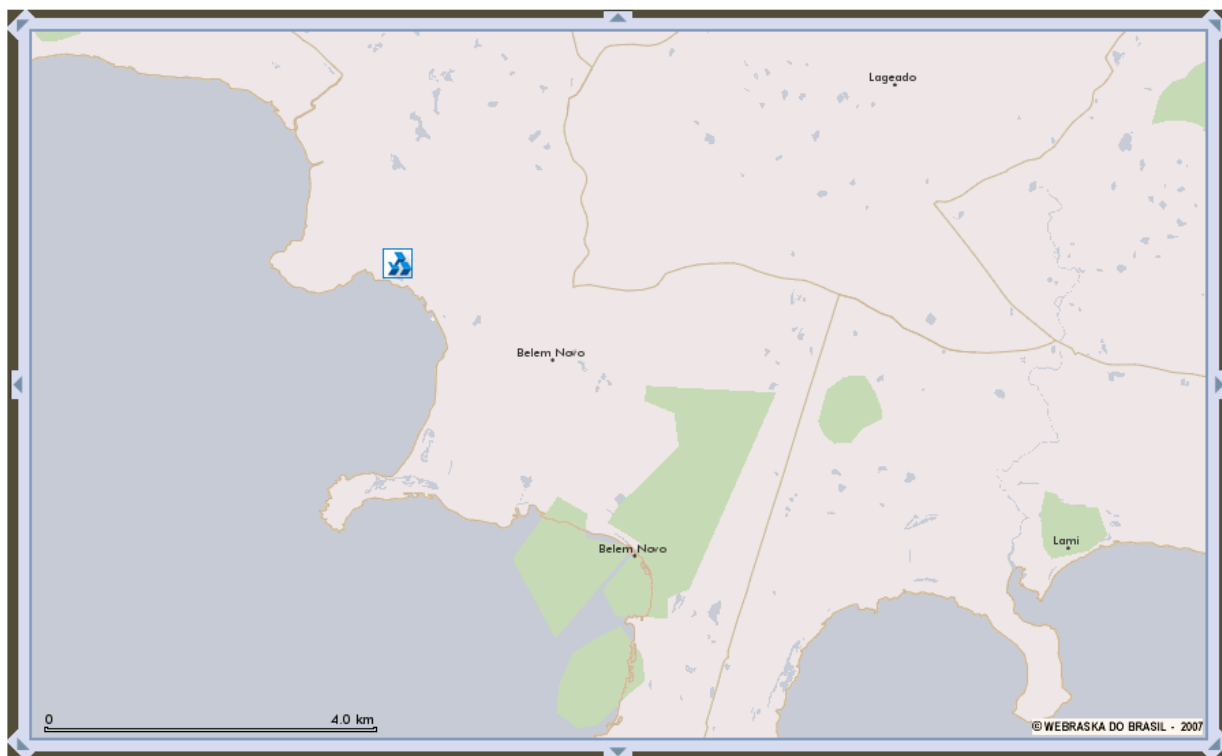 Lageado
Belem Novo
Belem Novo
Lami
0 4.0 km
© WEBRASKA DO BRASIL - 2007